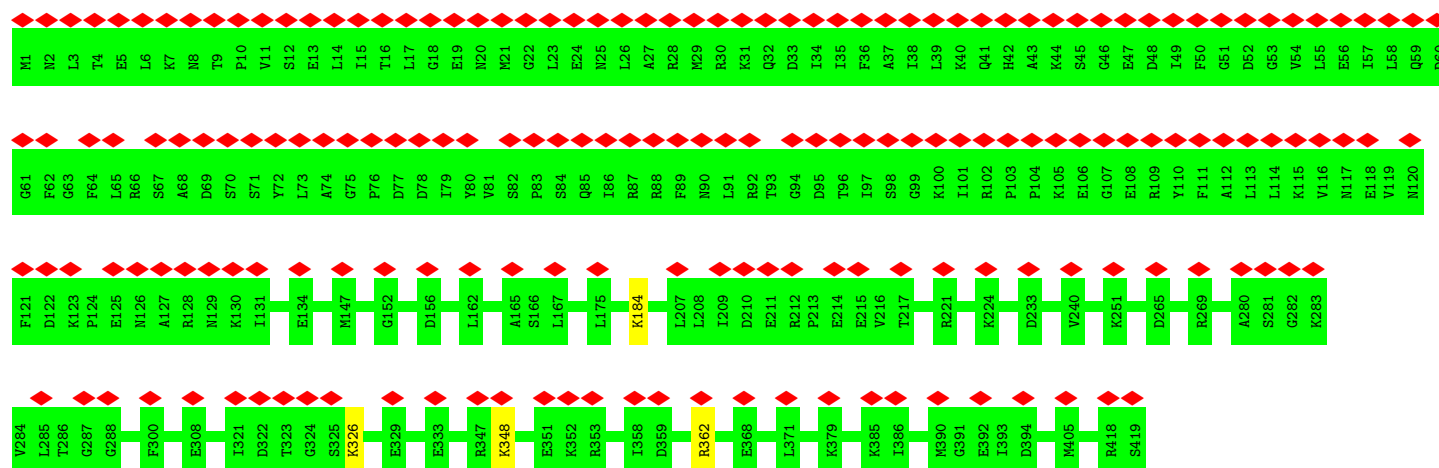 M1 N2 L3 T4 E5 L6 K7 N8 T9 P10 V11 S12 E13 L14 I15 T16 L17 G18 E19 N20 M21 G22 L23 E24 N25 L26 A27 R28 M29 R30 K31 Q32 D33 I34 I35 F36 A37 I38 L39 K40 Q41 H42 A43 K44 S45 G46 E47 D48 I49 F50 G51 D52 G53 V54 L55 E56 I57 L58 Q59 D60
G61 F62 G63 F64 L65 R66 S67 A68 D69 S70 S71 Y72 L73 A74 G75 P76 D77 D78 I79 Y80 V81 S82 P83 S84 Q85 I86 R87 R88 F89 N90 L91 R92 T93 G94 D95 T96 I97 S98 G99 K100 I101 R102 P103 P104 K105 E106 G107 E108 R109 Y110 F111 A112 L113 L114 K115 V116 N117 E118 V119 N120
F121 D122 K123 P124 E125 N126 A127 R128 N129 K130 I131 E134 M147 G152 D156 L162 A165 S166 L167 L175 K184 L207 L208 I209 D210 E211 R212 P213 E214 E215 V216 T217 R221 K224 D233 V240 K251 D265 R269 A280 S281 G282 K283
V284 L285 T286 G287 G288 F300 E308 I321 D322 T323 G324 S325 K326 E329 E333 R347 K348 E351 K352 R353 I358 D359 R362 E368 L371 K379 K385 I386 M390 G391 E392 I393 D394 M405 R418 S419